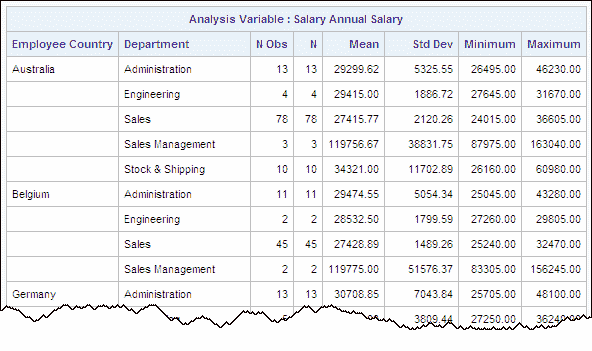 Analysis Variable : Salary Annual Salary
Employee Country Department N Obs N Mean Std Dev Minimum Maximum
Australia Administration 13 13 29299.62 5325.55 26495.00 46230.00
Engineering 4 4 29415.00 1886.72 27645.00 31670.00
Sales 78 78 27415.77 2120.26 24015.00 36605.00
Sales Management 3 3 119756.67 38831.75 87975.00 163040.00
Stock & Shipping 10 10 34321.00 11702.89 26160.00 60980.00
Belgium Administration 11 11 29474.55 5054.34 25045.00 43280.00
Engineering 2 2 28532.50 1799.59 27260.00 29805.00
Sales 45 45 27428.89 1489.26 25240.00 32470.00
Sales Management 2 2 119775.00 51576.37 83305.00 156245.00
Germany Administration 13 13 30708.85 7043.84 25705.00 48100.00
3809.44 27250.00 36240.00